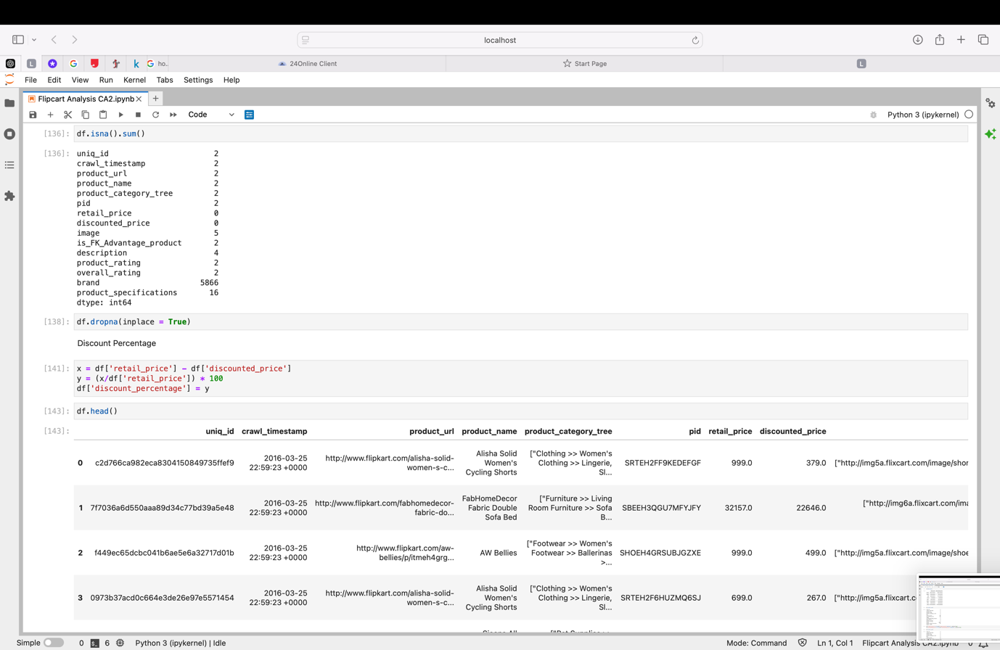 localhost
L
G
k
G ho..
24Online Client
Start Page
L
File Edit View Run Kernel Tabs Settings Help
Flipcart Analysis CA2.ipynb
Code
Python 3 (ipykernel)
[136]: df.isna().sum()
[136]: uniq_id 2
crawl_timestamp 2
product_url 2
product_name 2
product_category_tree 2
pid 2
retail_price 0
discounted_price 0
image 5
is_FK_Advantage_product 2
description 4
product_rating 2
overall_rating 2
brand 5866
product_specifications 16
dtype: int64
[138]: df.dropna(inplace = True)
Discount Percentage
[141]: x = df['retail_price'] - df['discounted_price']
y = (x/df['retail_price']) * 100
df['discount_percentage'] = y
[143]: df.head()
[143]: uniq_id crawl_timestamp product_url product_name product_category_tree pid retail_price discounted_price
0 c2d766ca982eca8304150849735ffef9 2016-03-25 22:59:23 +0000 http://www.flipkart.com/alisha-solid-women-s-c... Alisha Solid Women's Cycling Shorts ["Clothing >> Women's Clothing >> Lingerie, Sl... SRTEH2FF9KEDEFGF 999.0 379.0 ["http://img5a.flixcart.com/image/shor
1 7f7036a6d550aaa89d34c77bd39a5e48 2016-03-25 22:59:23 +0000 http://www.flipkart.com/fabhomedecor-fabric-do... FabHomeDecor Fabric Double Sofa Bed ["Furniture >> Living Room Furniture >> Sofa B... SBEEH3QGU7MFYJFY 32157.0 22646.0 ["http://img6a.flixcart.com/ima
2 f449ec65dcbc041b6ae5e6a32717d01b 2016-03-25 22:59:23 +0000 http://www.flipkart.com/aw-bellies/p/itmeh4grg... AW Bellies ["Footwear >> Women's Footwear >> Ballerinas >... SHOEH4GRSUBJGZXE 999.0 499.0 ["http://img5a.flixcart.com/image/shoe
3 0973b37acd0c664e3de26e97e5571454 2016-03-25 22:59:23 +0000 http://www.flipkart.com/alisha-solid-women-s-c... Alisha Solid Women's Cycling Shorts ["Clothing >> Women's Clothing >> Lingerie, Sl... SRTEH2F6HUZMQ6SJ 699.0 267.0 ["http://img5a.flixcart.c
Simple 0 6 Python 3 (ipykernel) | Idle Mode: Command Ln 1, Col 1 Flipcart Analysis CA2.ipynb 0